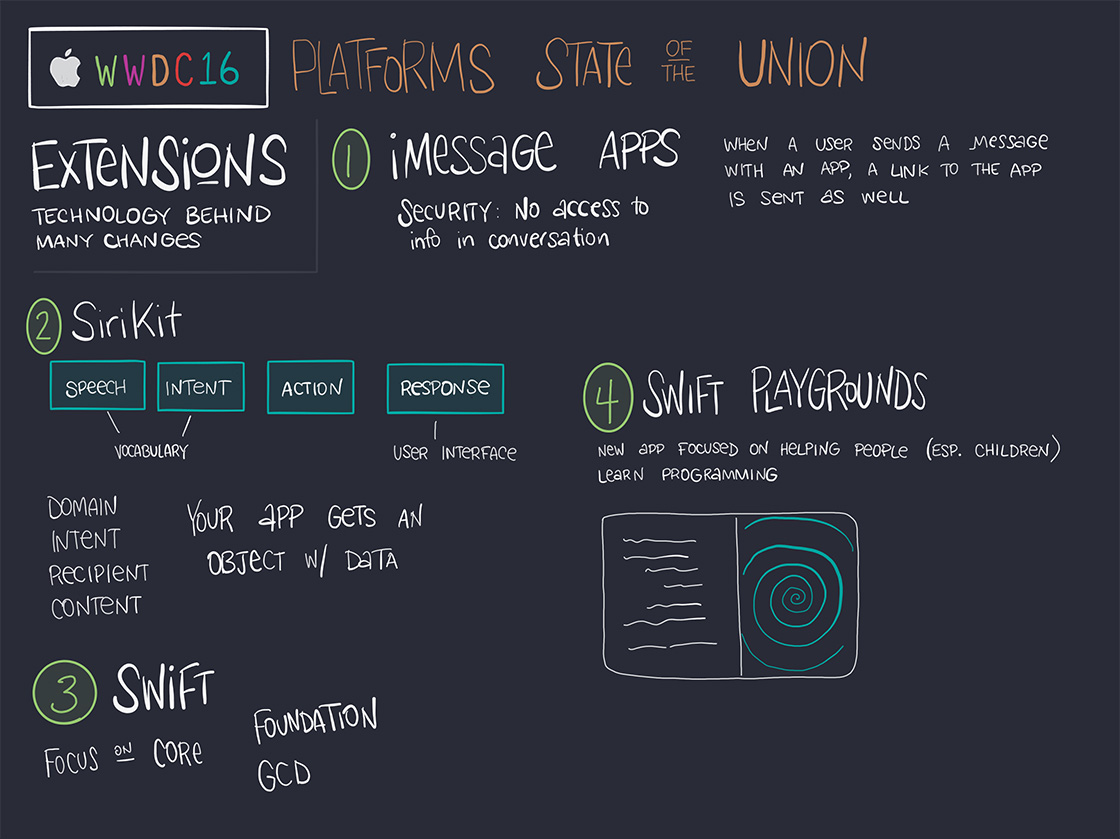 WWDC16 PLATFORMS STATE OF THE UNION
EXTENSIONS
TECHNOLOGY BEHIND
MANY CHANGES
1 iMessage APPS
SECURITY: No access to
info in conversation
WHEN A USER SENDS A MESSAGE
WITH AN APP, A LINK TO THE APP
IS SENT AS WELL
2 SiriKit
SPEECH INTENT ACTION RESPONSE
VOCABULARY USER INTERFACE
DOMAIN
INTENT
RECIPIENT
CONTENT
YOUR APP GETS AN
OBJECT W/ DATA
3 SWIFT
FOCUS ON CORE
FOUNDATION
GCD
4 SWIFT PLAYGROUNDS
NEW APP FOCUSED ON HELPING PEOPLE (ESP. CHILDREN)
LEARN PROGRAMMING